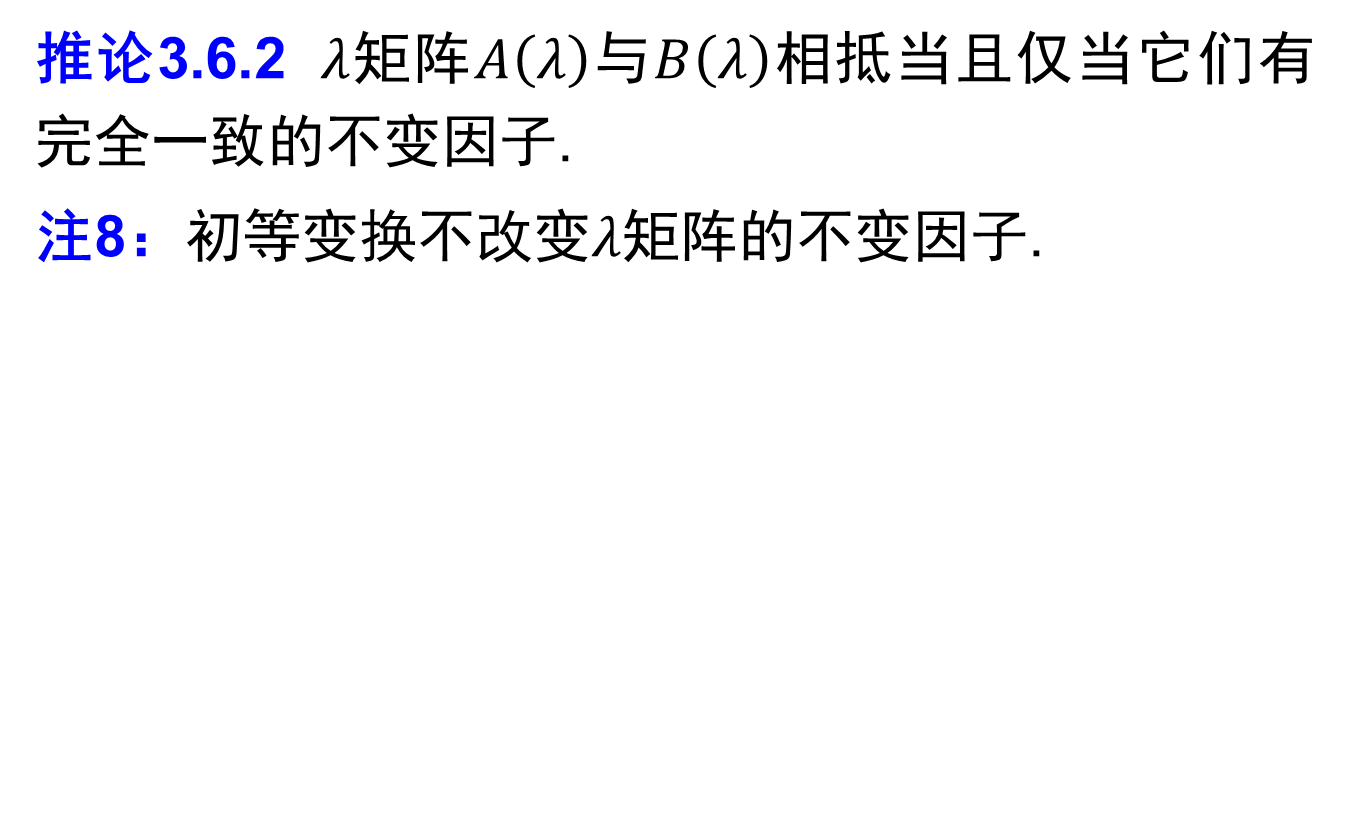 推论3.6.2 λ矩阵A(λ)与B(λ)相抵当且仅当它们有
完全一致的不变因子.
注8：初等变换不改变λ矩阵的不变因子.